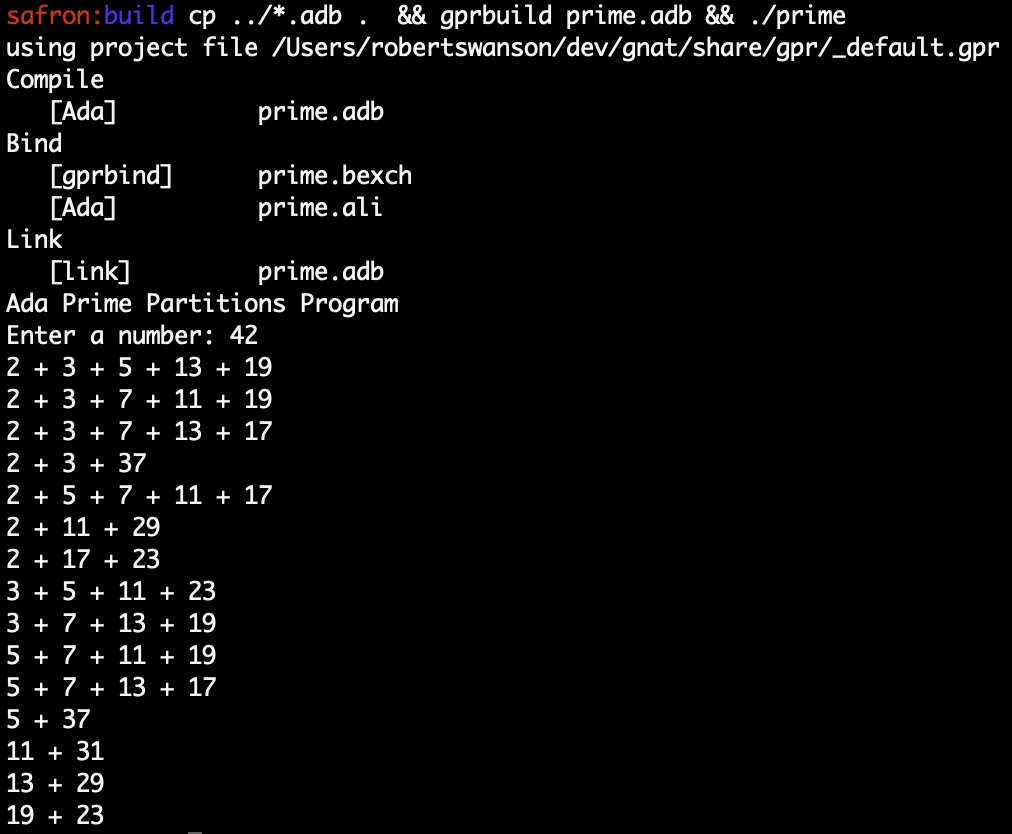 safron:build cp ../*.adb .  && gprbuild prime.adb && ./prime
using project file /Users/robertswanson/dev/gnat/share/gpr/_default.gpr
Compile
   [Ada]          prime.adb
Bind
   [gprbind]      prime.bexch
   [Ada]          prime.ali
Link
   [link]         prime.adb
Ada Prime Partitions Program
Enter a number: 42
2 + 3 + 5 + 13 + 19
2 + 3 + 7 + 11 + 19
2 + 3 + 7 + 13 + 17
2 + 3 + 37
2 + 5 + 7 + 11 + 17
2 + 11 + 29
2 + 17 + 23
3 + 5 + 11 + 23
3 + 7 + 13 + 19
5 + 7 + 11 + 19
5 + 7 + 13 + 17
5 + 37
11 + 31
13 + 29
19 + 23